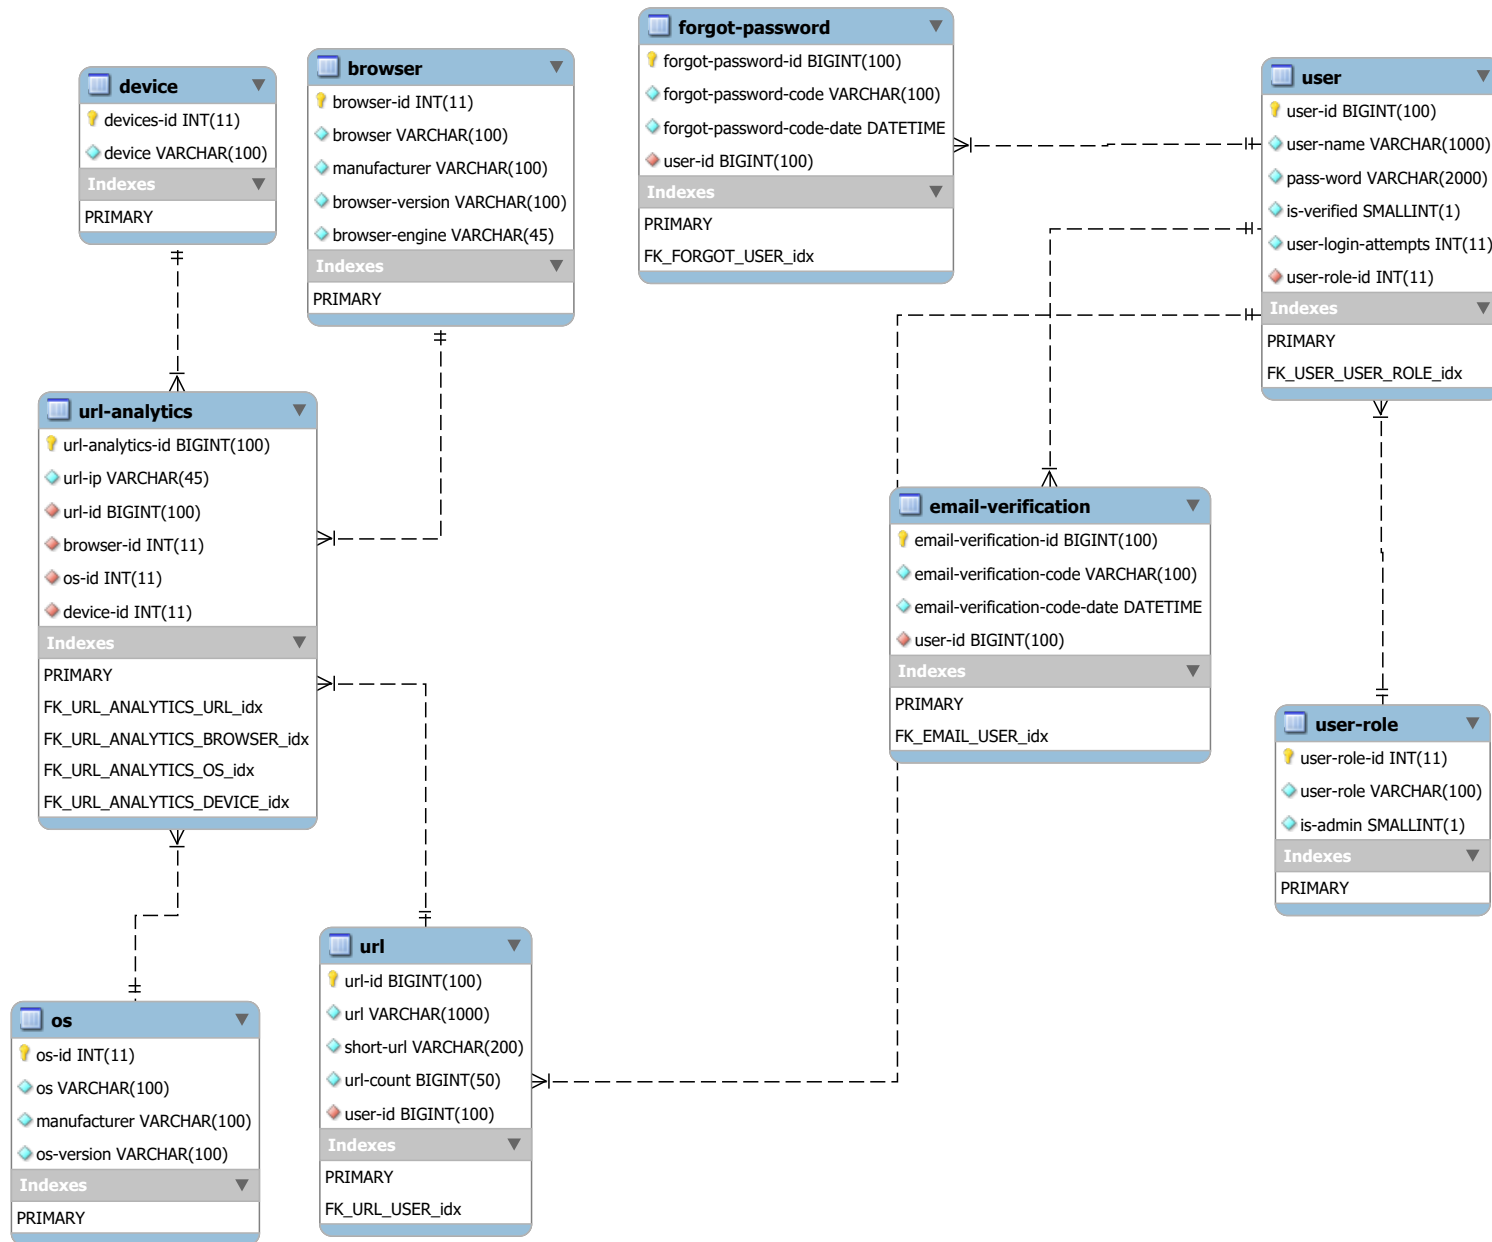 device
devices-id INT(11)
device VARCHAR(100)
Indexes
PRIMARY
browser
browser-id INT(11)
browser VARCHAR(100)
manufacturer VARCHAR(100)
browser-version VARCHAR(100)
browser-engine VARCHAR(45)
Indexes
PRIMARY
forgot-password
forgot-password-id BIGINT(100)
forgot-password-code VARCHAR(100)
forgot-password-code-date DATETIME
user-id BIGINT(100)
Indexes
PRIMARY
FK_FORGOT_USER_idx
user
user-id BIGINT(100)
user-name VARCHAR(1000)
pass-word VARCHAR(2000)
is-verified SMALLINT(1)
user-login-attempts INT(11)
user-role-id INT(11)
Indexes
PRIMARY
FK_USER_USER_ROLE_idx
url-analytics
url-analytics-id BIGINT(100)
url-ip VARCHAR(45)
url-id BIGINT(100)
browser-id INT(11)
os-id INT(11)
device-id INT(11)
Indexes
PRIMARY
FK_URL_ANALYTICS_URL_idx
FK_URL_ANALYTICS_BROWSER_idx
FK_URL_ANALYTICS_OS_idx
FK_URL_ANALYTICS_DEVICE_idx
email-verification
email-verification-id BIGINT(100)
email-verification-code VARCHAR(100)
email-verification-code-date DATETIME
user-id BIGINT(100)
Indexes
PRIMARY
FK_EMAIL_USER_idx
user-role
user-role-id INT(11)
user-role VARCHAR(100)
is-admin SMALLINT(1)
Indexes
PRIMARY
os
os-id INT(11)
os VARCHAR(100)
manufacturer VARCHAR(100)
os-version VARCHAR(100)
Indexes
PRIMARY
url
url-id BIGINT(100)
url VARCHAR(1000)
short-url VARCHAR(200)
url-count BIGINT(50)
user-id BIGINT(100)
Indexes
PRIMARY
FK_URL_USER_idx